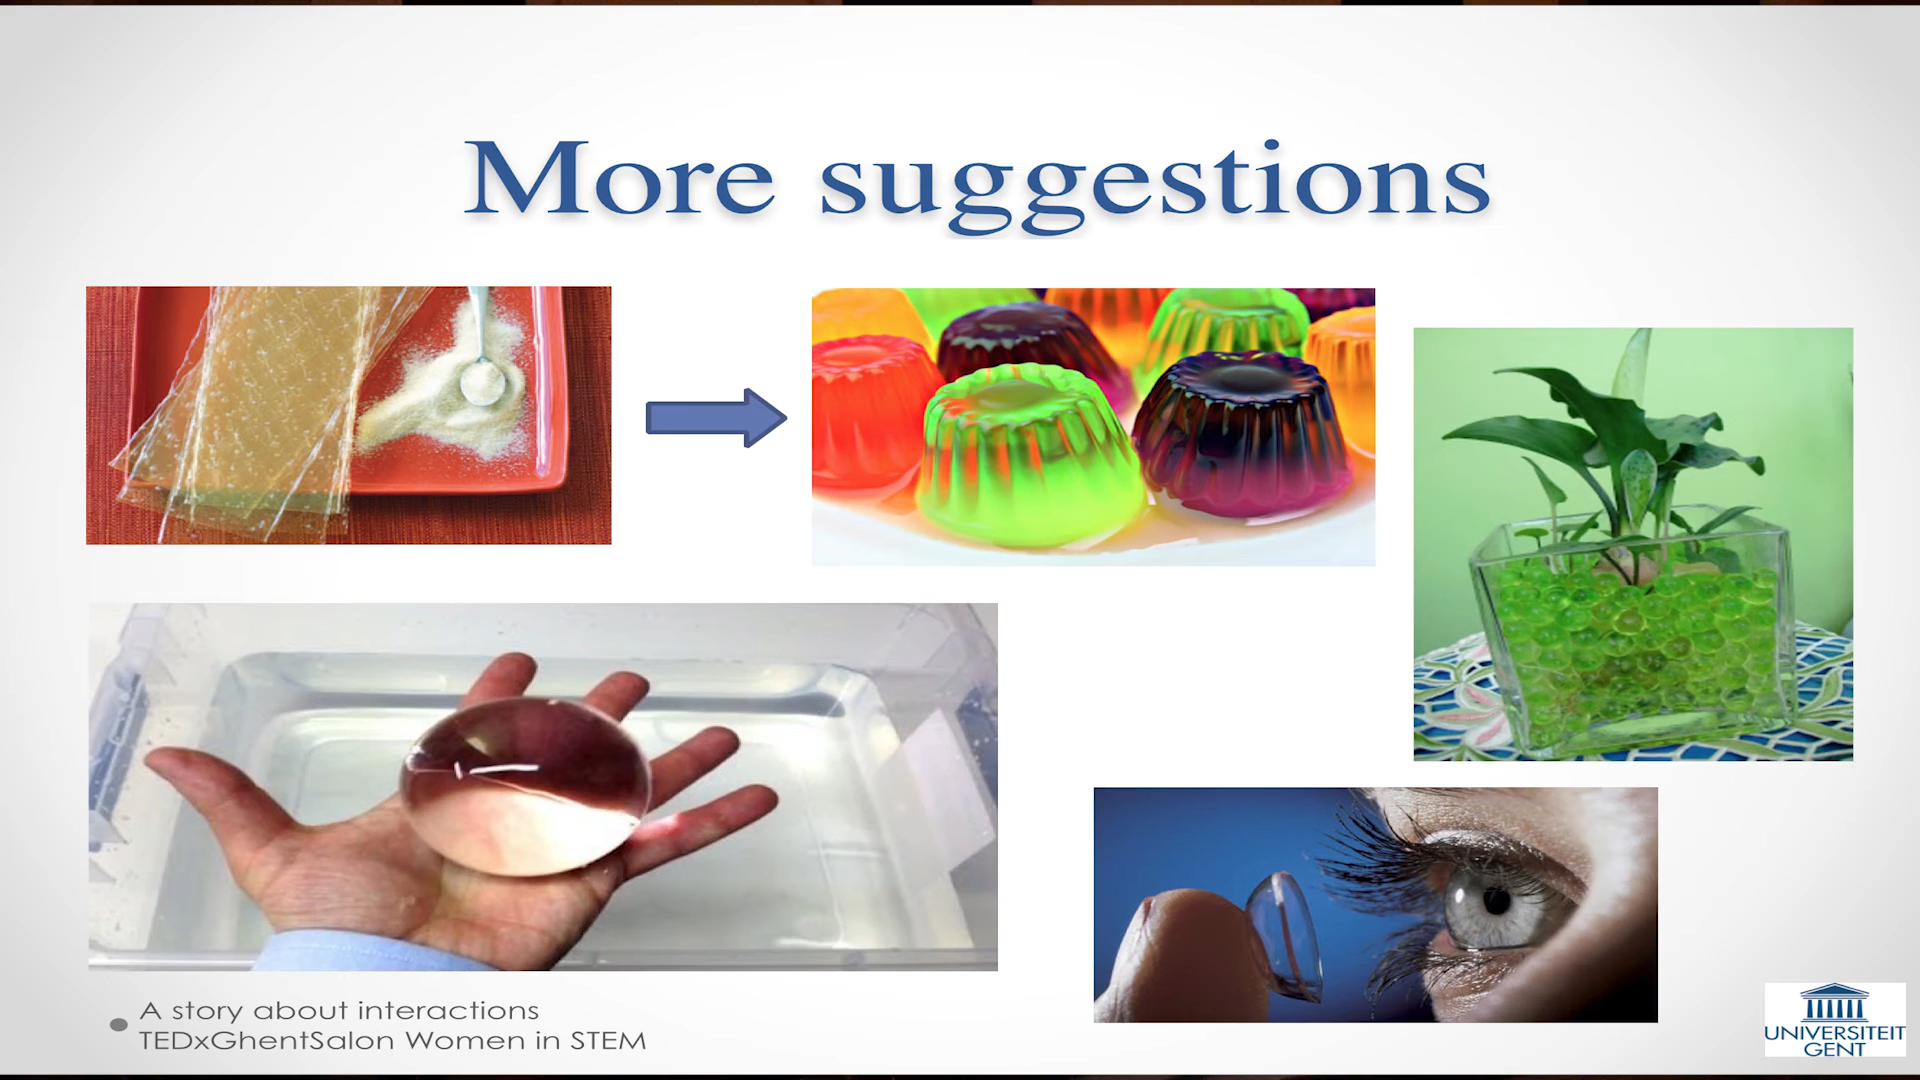 More suggestions
A story about interactions
TEDxGhentSalon Women in STEM
UNIVERSITEIT
GENT